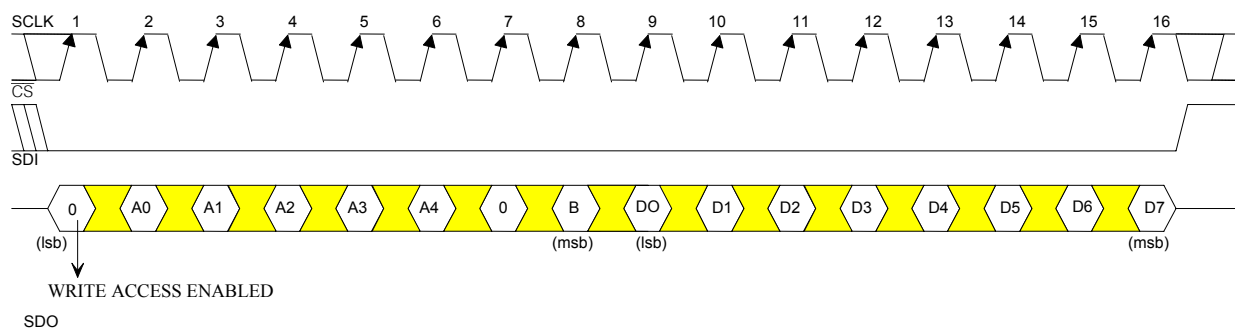 SCLK 1 2 3 4 5 6 7 8 9 10 11 12 13 14 15 16
CS
SDI
0 A0 A1 A2 A3 A4 0 B DO D1 D2 D3 D4 D5 D6 D7
(lsb) (msb) (lsb) (msb)
WRITE ACCESS ENABLED
SDO